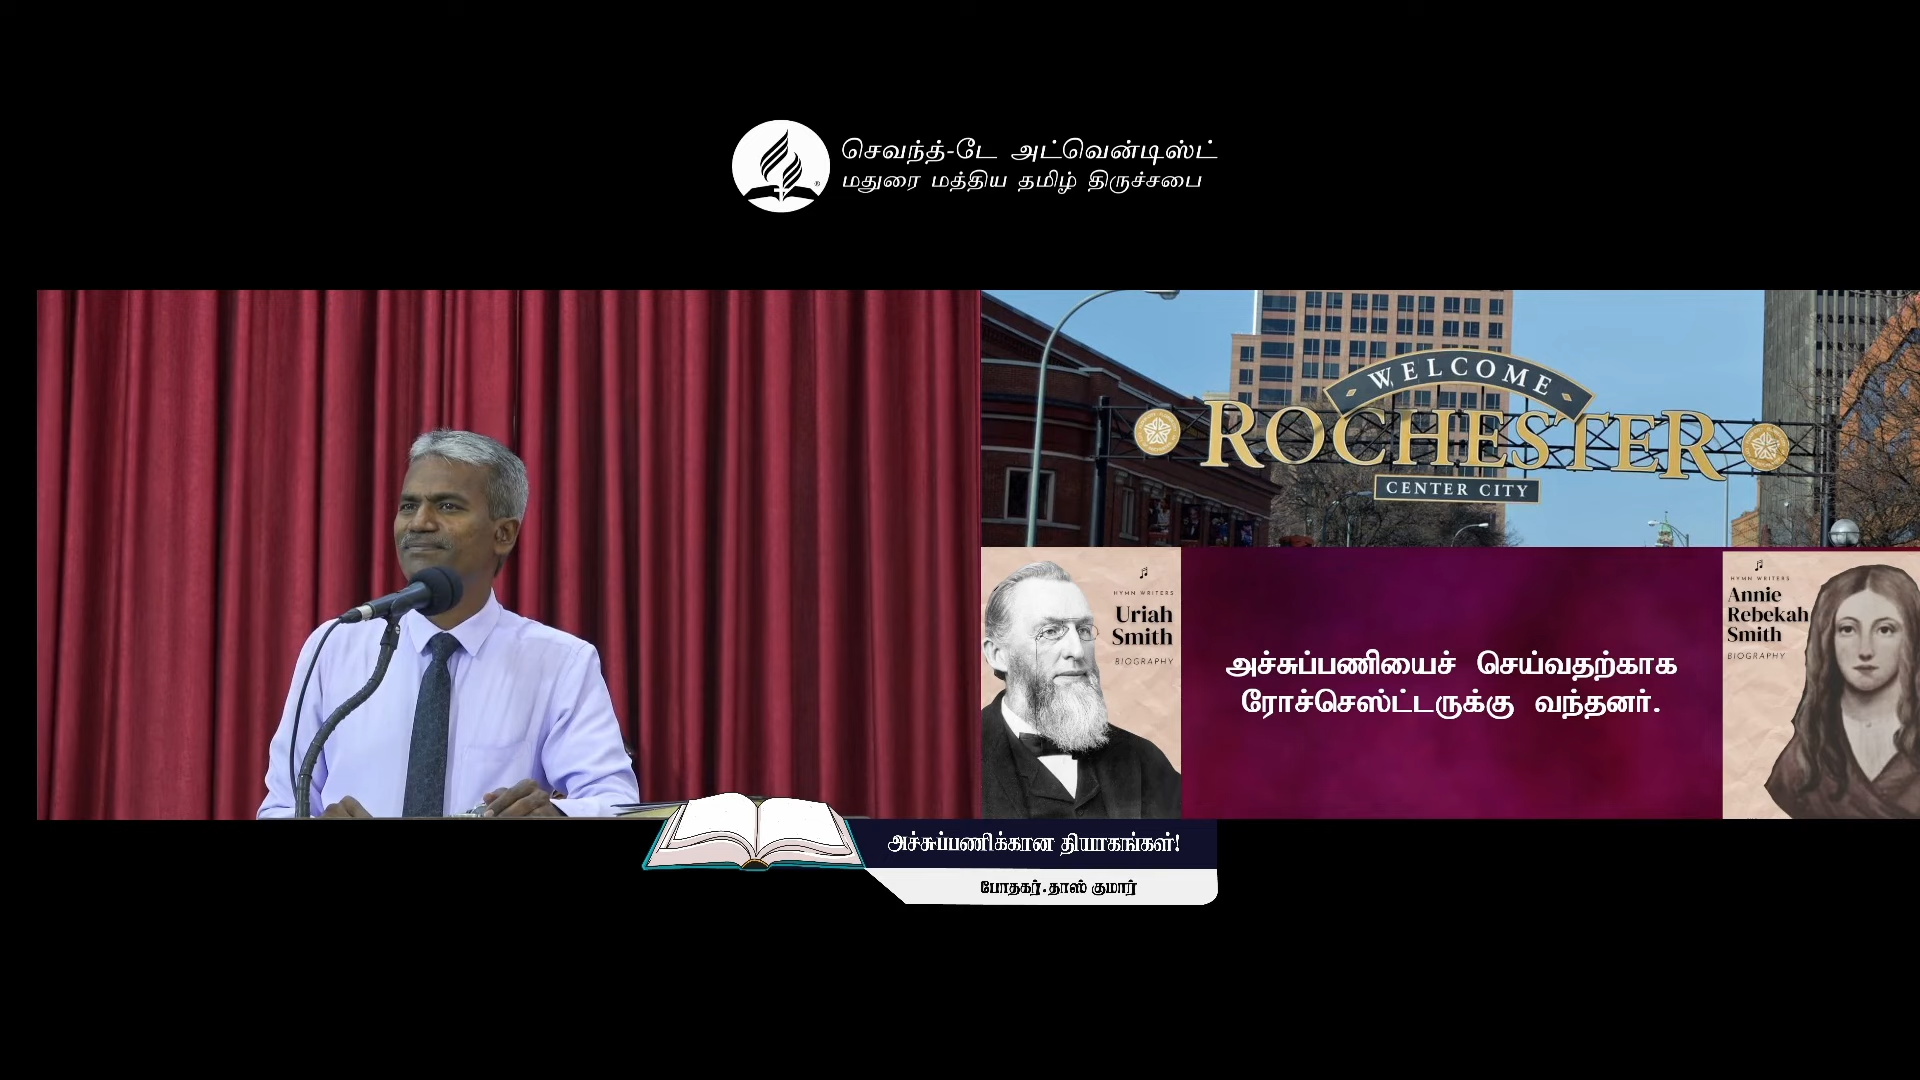 செவந்த்-டே அட்வென்டிஸ்ட்
மதுரை மத்திய தமிழ் திருச்சபை
WELCOME
ROCHESTER
CENTER CITY
HYMN WRITERS
Uriah
Smith
BIOGRAPHY
அச்சுப்பணியைச் செய்வதற்காக
ரோச்செஸ்ட்டருக்கு வந்தனர்.
HYMN WRITERS
Annie
Rebekah
Smith
BIOGRAPHY
அச்சுப்பணிக்கான தியாகங்கள்!
போதகர்.தாஸ் குமார்